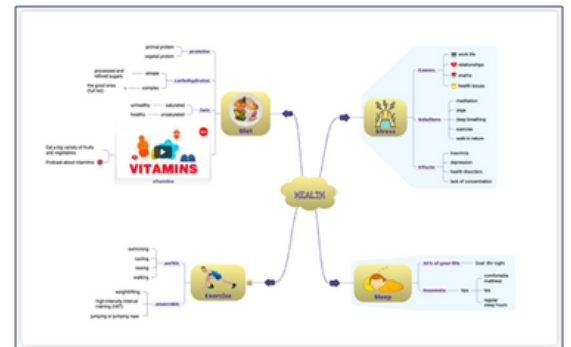 HEALTH
Diet
proteins
animal protein
vegetal protein
carbohydrates
simple
processed and
refined sugars
complex
the good ones
fats
saturated
unhealthy
unsaturated
healthy
VITAMINS
vitamins
Eat a big variety of fruits
and vegetables
Podcast about vitamins
Stress
Causes
work life
relationships
health issues
Solutions
meditation
yoga
deep breathing
exercise
walk in nature
Effects
insomnia
depression
health disorders
lack of concentration
Exercise
aerobic
swimming
cycling
rowing
walking
anaerobic
weightlifting
high-intensity interval
training (HIIT)
jumping or jumping rope
Sleep
33% of your life
Goal: 8h/ night
Insomnia
tips
comfortable
mattress
tea
regular
sleep hours